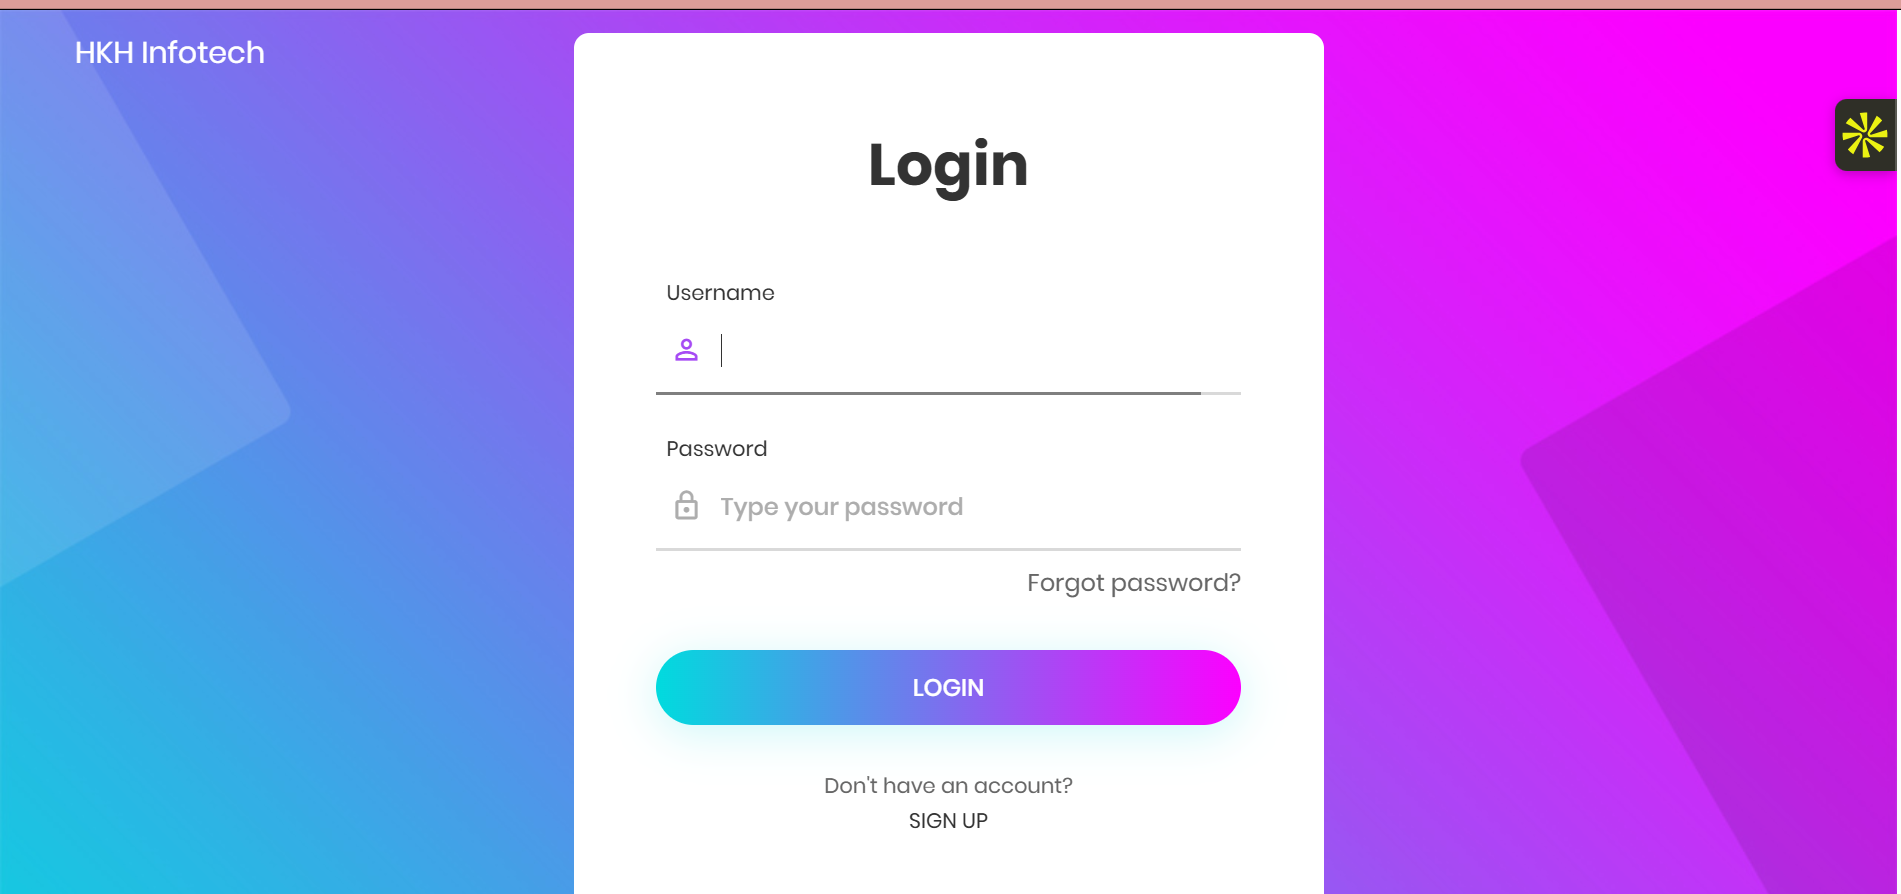 HKH Infotech
Login
Username
Password
Type your password
Forgot password?
LOGIN
Don't have an account?
SIGN UP